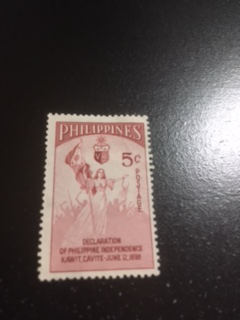 PHILIPPINES
5c
POSTAGE
DECLARATION
OF PHILIPPINE INDEPENDENCE
KAWIT, CAVITE-JUNE 12, 1898